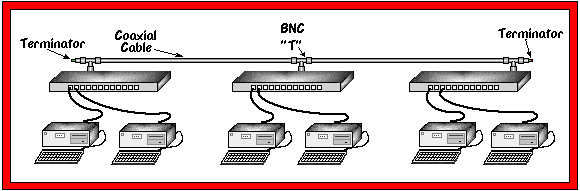 Terminator
Coaxial
Cable
BNC
"T"
Terminator